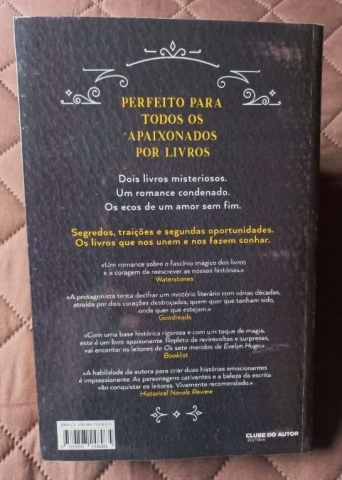 PERFEITO PARA
TODOS OS
APAIXONADOS
POR LIVROS
Dois livros misteriosos.
Um romance condenado.
Os ecos de um amor sem fim.
Segredos, traições e segundas oportunidades.
Os livros que nos unem e nos fazem sonhar.
«Um romance sobre o fascínio mágico dos livros
e a coragem de reescrever as nossas histórias.»
Waterstones
«A protagonista tenta decifrar um mistério literário com várias décadas,
atraída por dois corações destroçados, quem quer que tenham sido,
onde quer que estejam.»
Goodreads
«Com uma base histórica rigorosa e com um toque de magia,
este é um livro apaixonante. Repleto de reviravoltas e surpresas,
vai encantar os leitores de Os sete maridos de Evelyn Hugo.»
Booklist
«A habilidade da autora para criar duas histórias emocionantes
é impressionante. As personagens cativantes e a beleza da escrita
vão conquistar os leitores. Vivamente recomendado.»
Historical Novels Review
CLUBE DO AUTOR
EDITORA